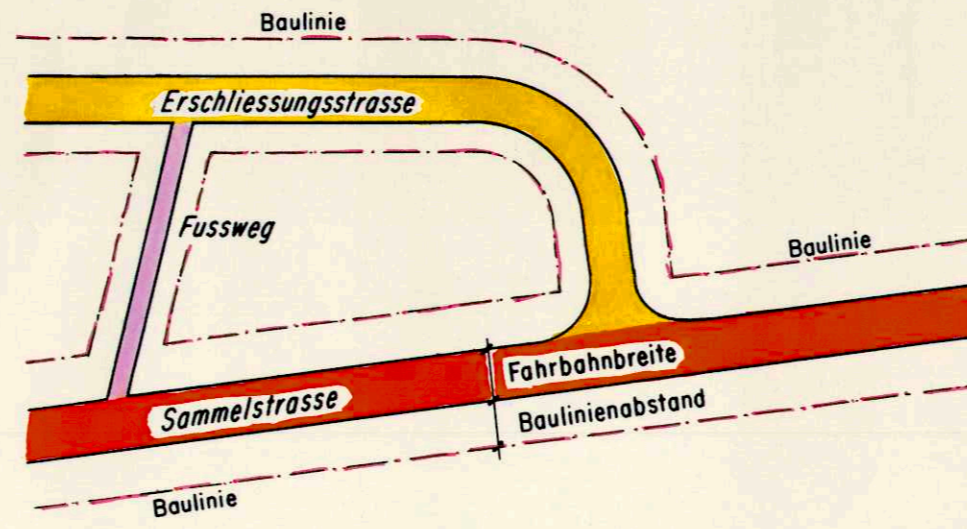 Baulinie
Erschliessungsstrasse
Fussweg
Baulinie
Fahrbahnbreite
Sammelstrasse
Baulinienabstand
Baulinie